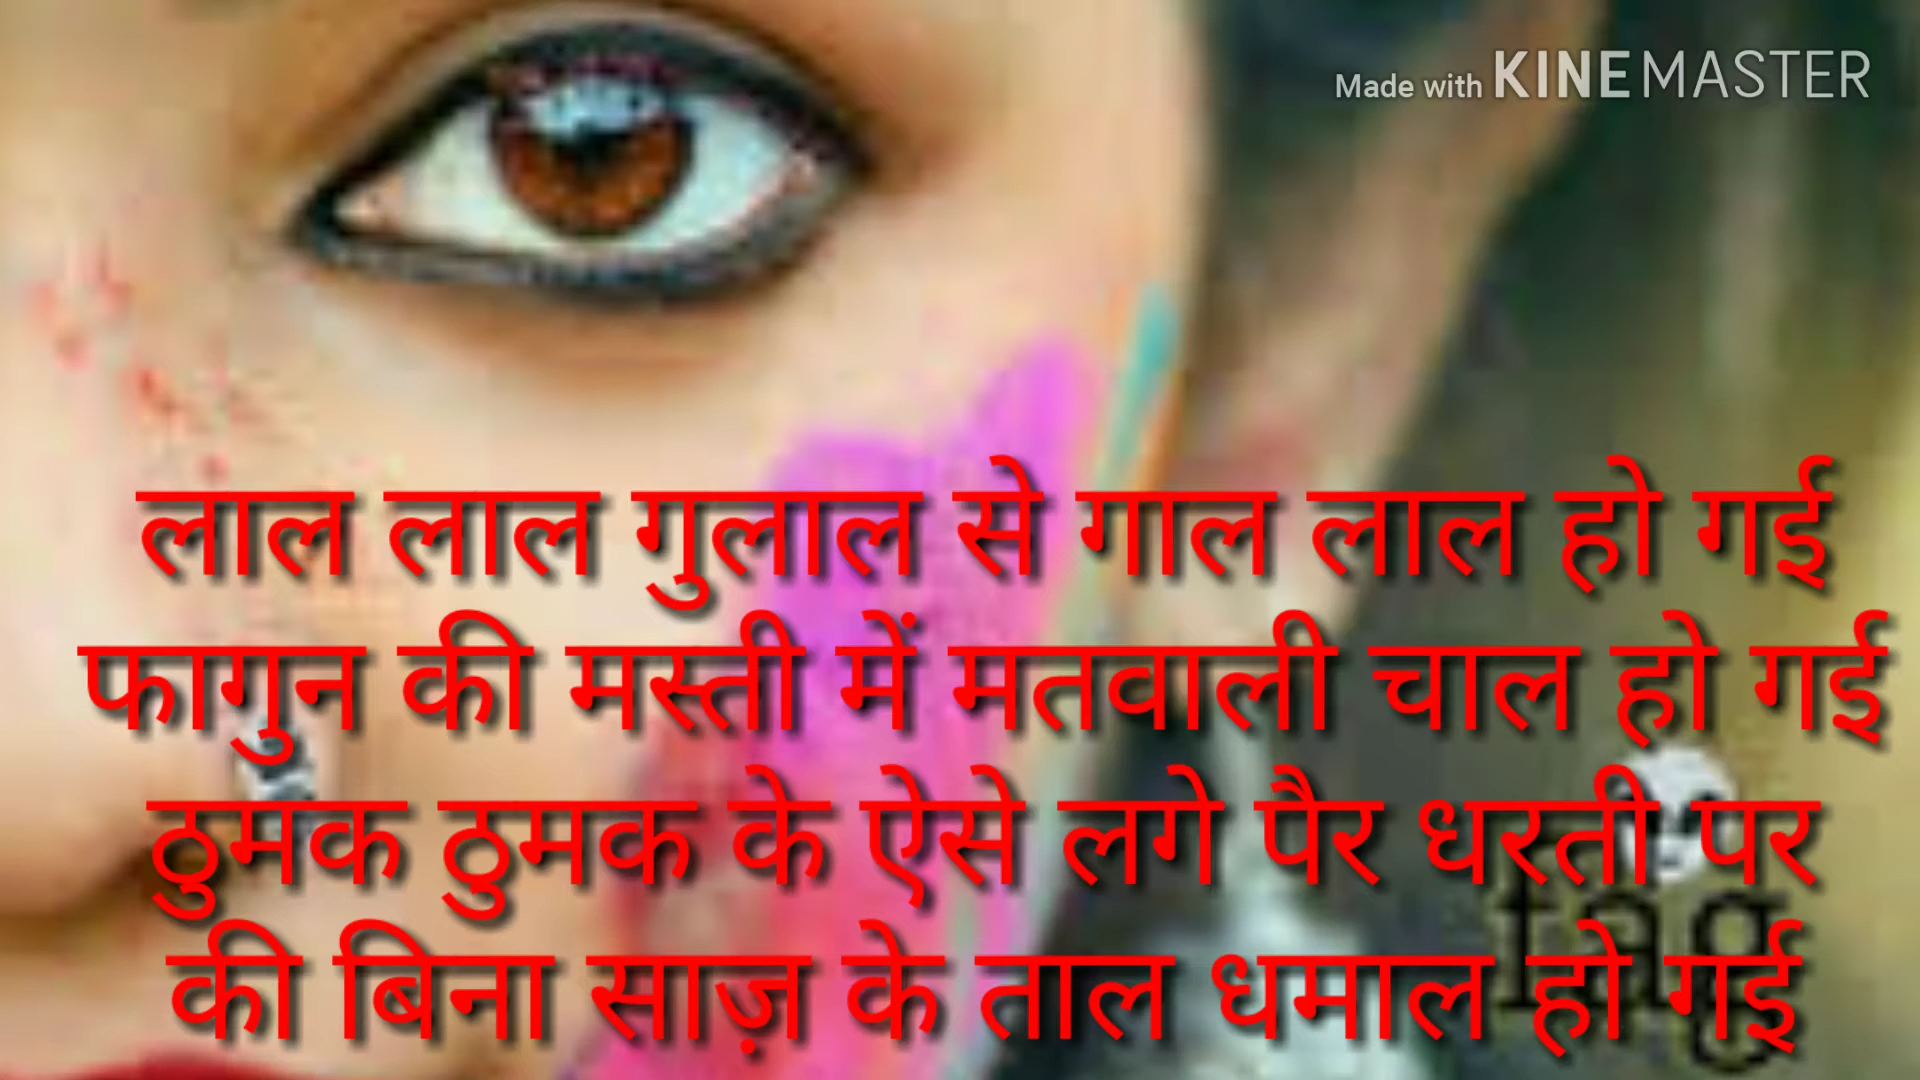 Made with KINEMASTER
लाल लाल गुलाल से गाल लाल हो गई
फागुन की मस्ती में मतवाली चाल हो गई
ठुमक ठुमक के ऐसे लगे पैर धरती पर
की बिना साज़ के ताल धमाल हो गई